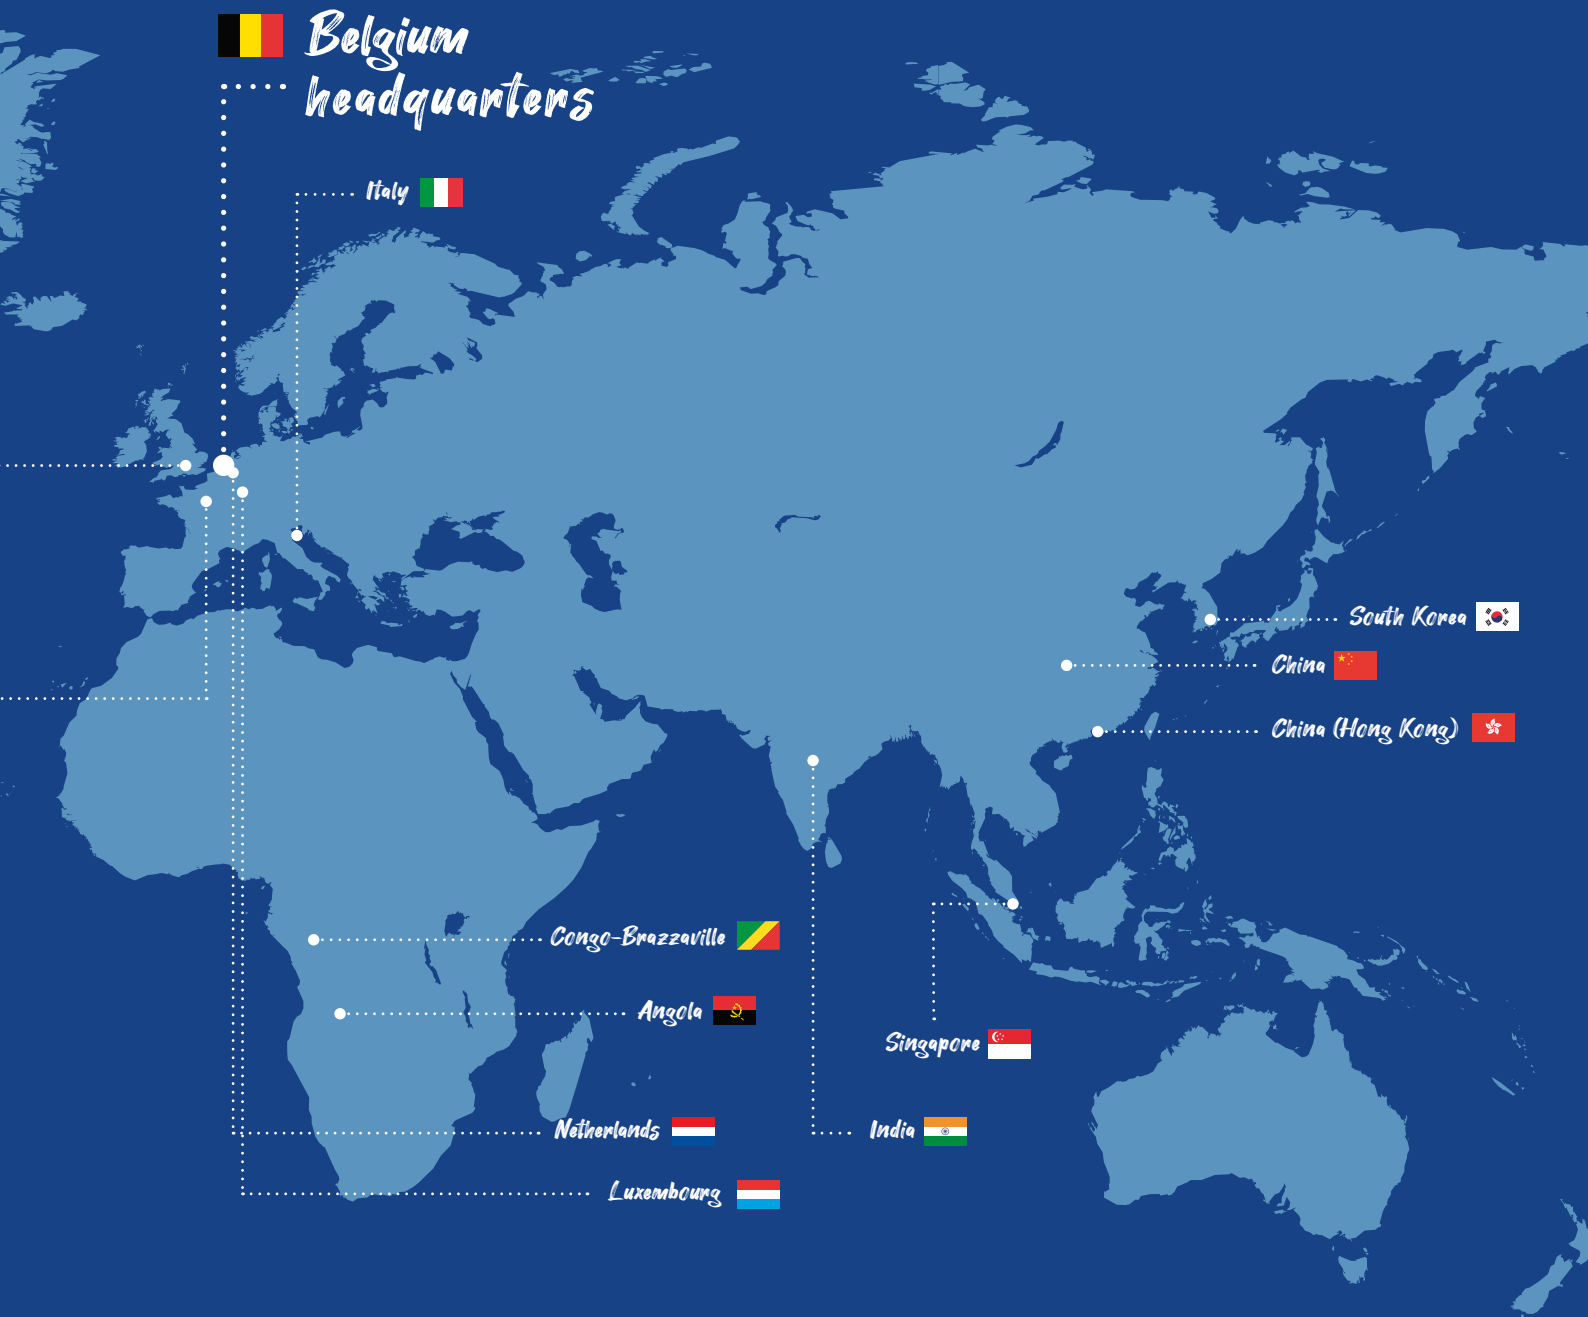 Belgium
headquarters
Italy
South Korea
China
China (Hong Kong)
Congo-Brazzaville
Angola
Singapore
Netherlands
India
Luxembourg